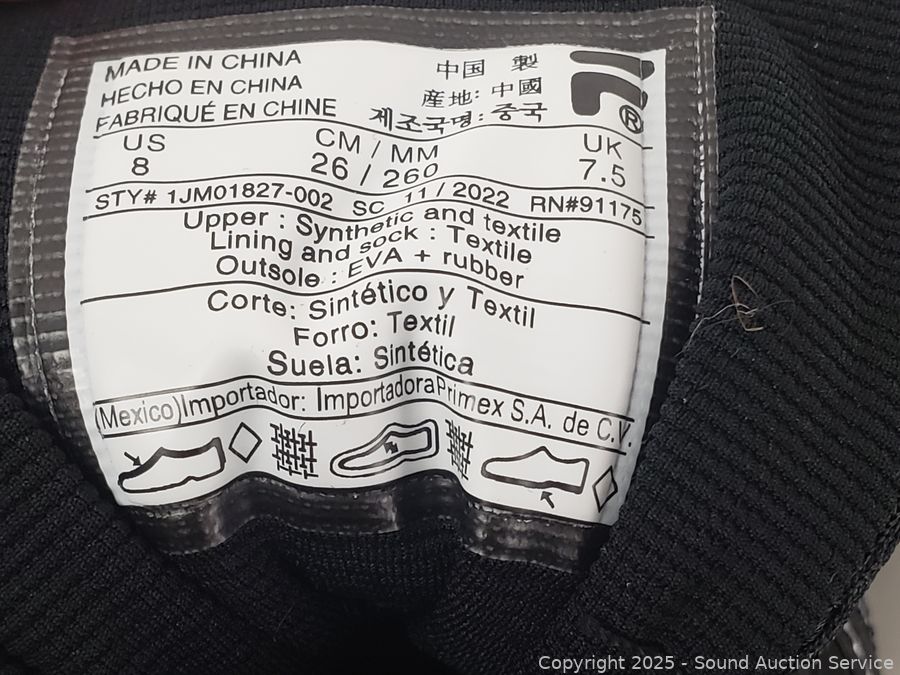 MADE IN CHINA
HECHO EN CHINA
FABRIQUÉ EN CHINE
中国 製
産地: 中國
제조국명: 중국
®
US CM / MM UK
8 26 / 260 7.5
STY# 1JM01827-002 SC 11 / 2022 RN#91175
Upper : Synthetic and textile
Lining and sock : Textile
Outsole : EVA + rubber
Corte: Sintético y Textil
Forro: Textil
Suela: Sintética
(Mexico)Importador: ImportadoraPrimex S.A. de C.V.
Copyright 2025 - Sound Auction Service